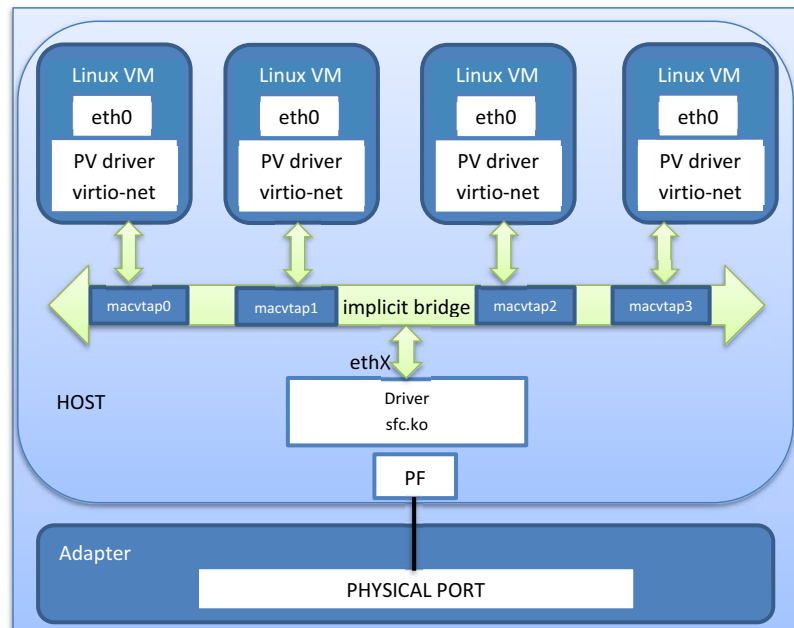 Linux VM
eth0
PV driver
virtio-net
Linux VM
eth0
PV driver
virtio-net
Linux VM
eth0
PV driver
virtio-net
Linux VM
eth0
PV driver
virtio-net
macvtap0
macvtap1
implicit bridge
macvtap2
macvtap3
ethX
HOST
Driver
sfc.ko
PF
Adapter
PHYSICAL PORT